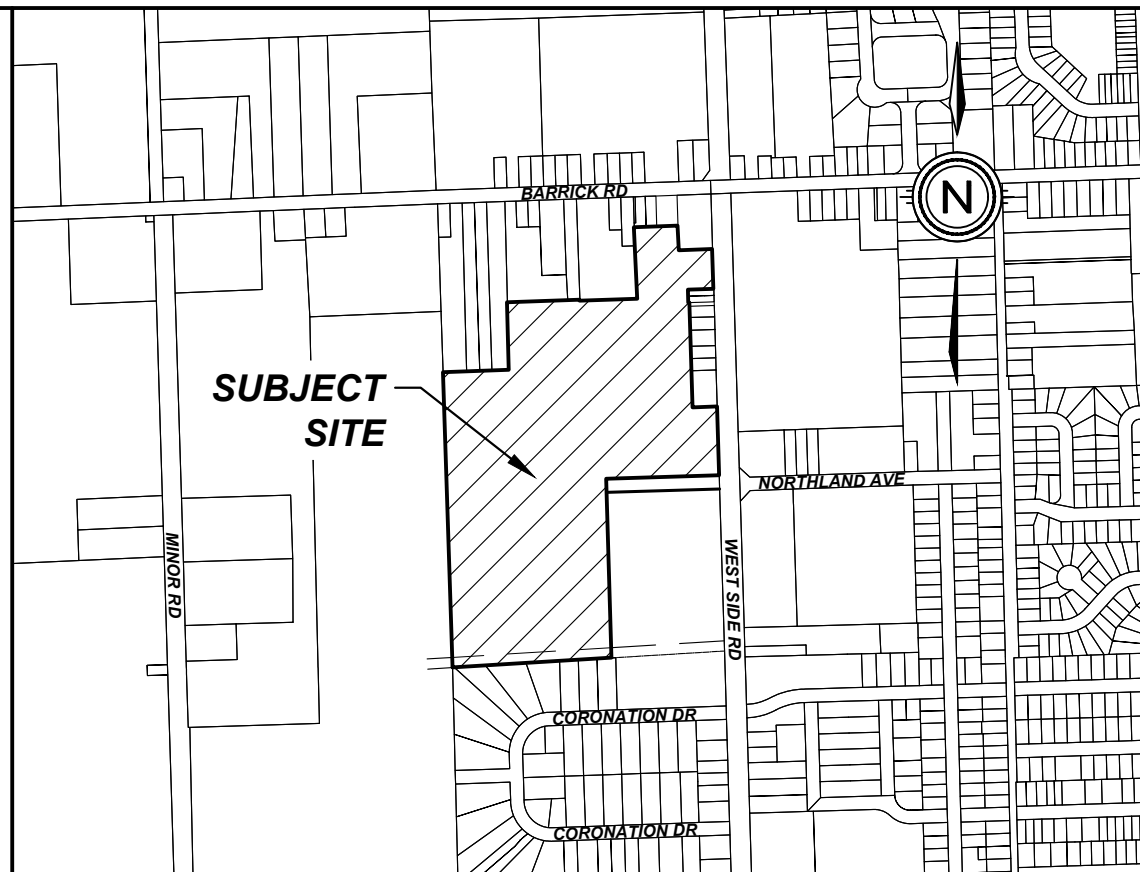 BARRICK RD
N
SUBJECT
SITE
NORTHLAND AVE
MINOR RD
WEST SIDE RD
CORONATION DR
CORONATION DR